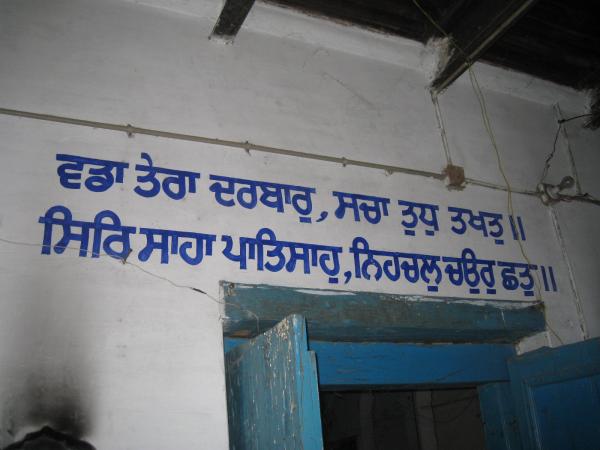 ਵਡਾ ਤੇਰਾ ਦਰਬਾਰੁ, ਸਚਾ ਤੁਧੁ ਤਖਤੁ॥
ਸਿਰਿ ਸਾਹਾ ਪਾਤਿਸਾਹੁ, ਨਿਹਚਲੁ ਚਉਰੁ ਛਤੁ॥